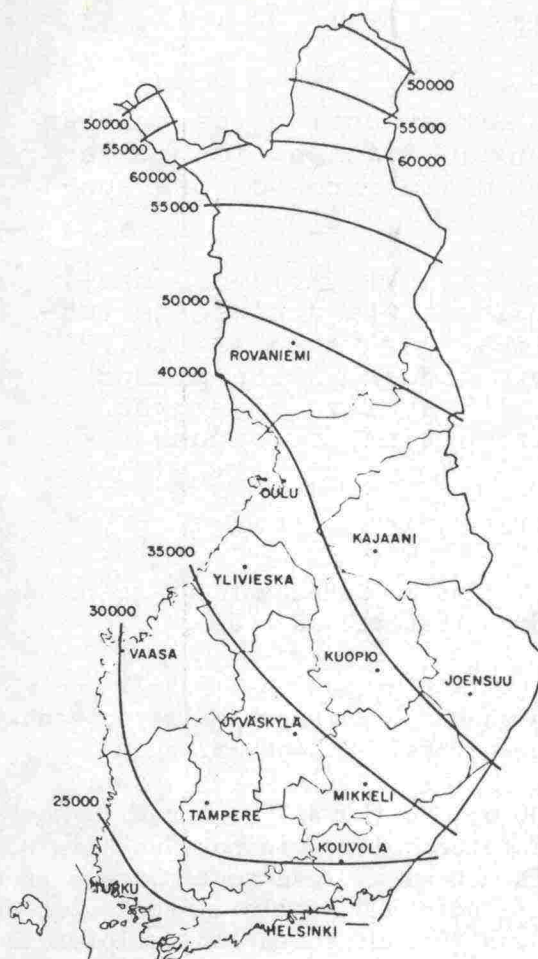 50000
50000
55000
55000
60000
60000
55000
50000
ROVANIEMI
40000
OULU
KAJAANI
35000
YLIVIESKA
30000
VAASA
KUOPIO
JOENSUU
JYVÄSKYLÄ
MIKKELI
25000
TAMPERE
KOUVOLA
TURKU
HELSINKI